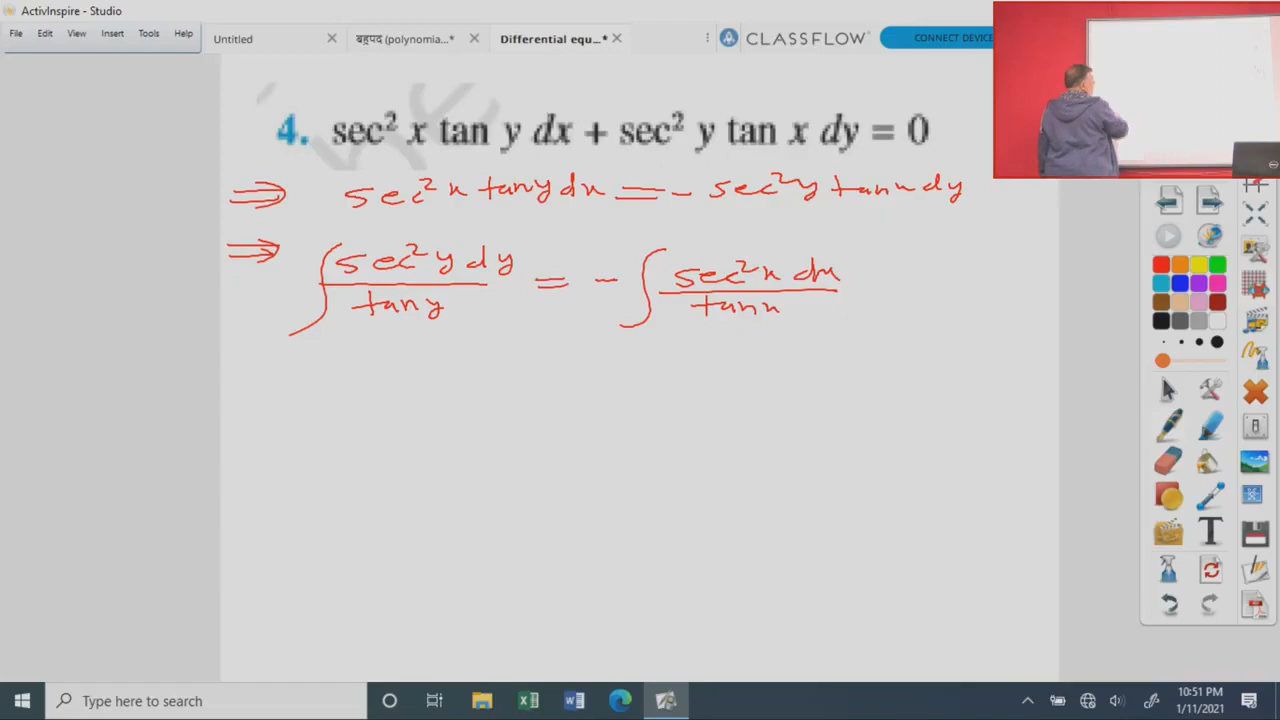 ActivInspire - Studio
File Edit View Insert Tools Help
Untitled
बहुपद (polynomia...*
Differential equ...*
CLASSFLOW
CONNECT DEVICE
4. sec² x tan y dx + sec² y tan x dy = 0
⇒ sec²x tany dx = - sec²y tanx dy
⇒ ∫ sec²y dy / tany = - ∫ sec²x dx / tanx
Type here to search
10:51 PM
1/11/2021